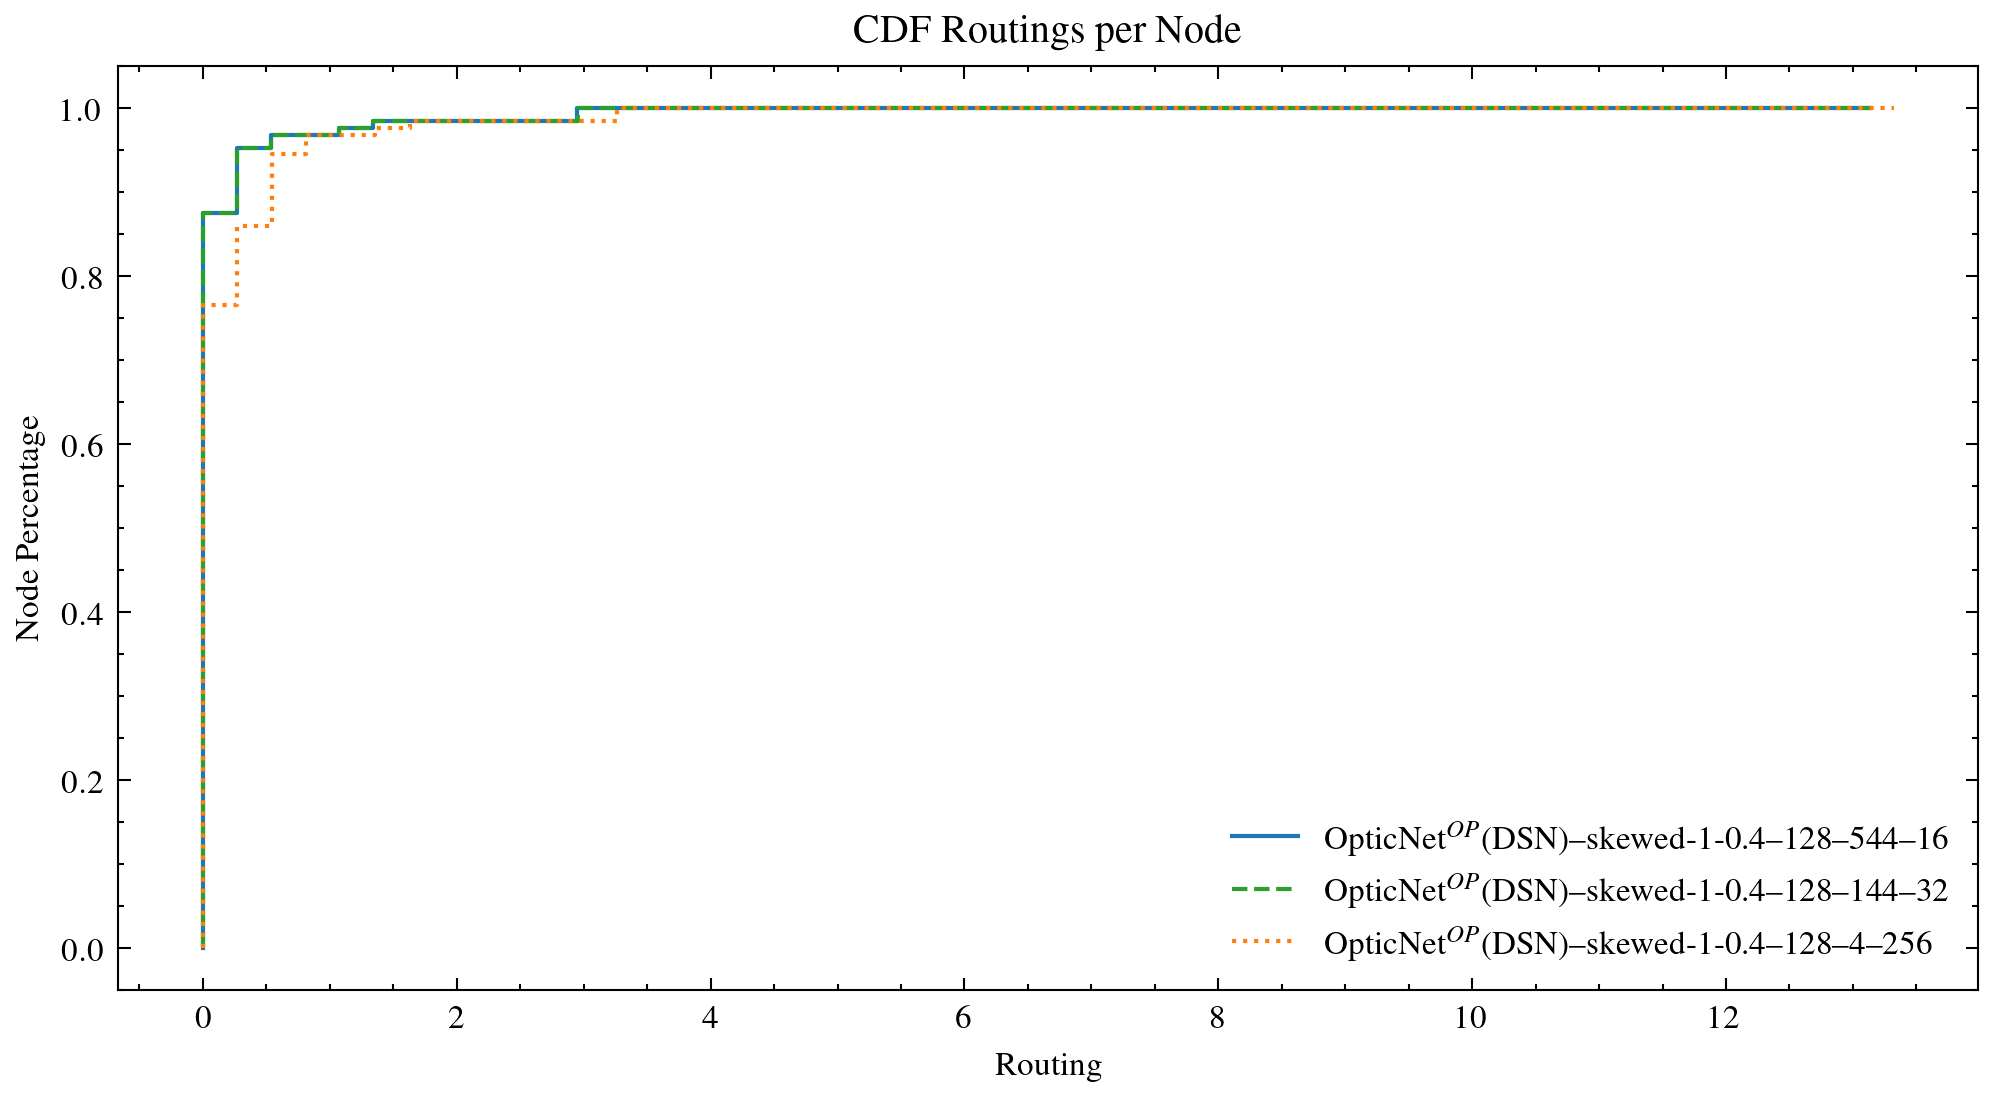 CDF Routings per Node
1.0
0.8
0.6
0.4
0.2
0.0
Node Percentage
OpticNet^OP(DSN)–skewed-1-0.4–128–544–16
OpticNet^OP(DSN)–skewed-1-0.4–128–144–32
OpticNet^OP(DSN)–skewed-1-0.4–128–4–256
0 2 4 6 8 10 12
Routing